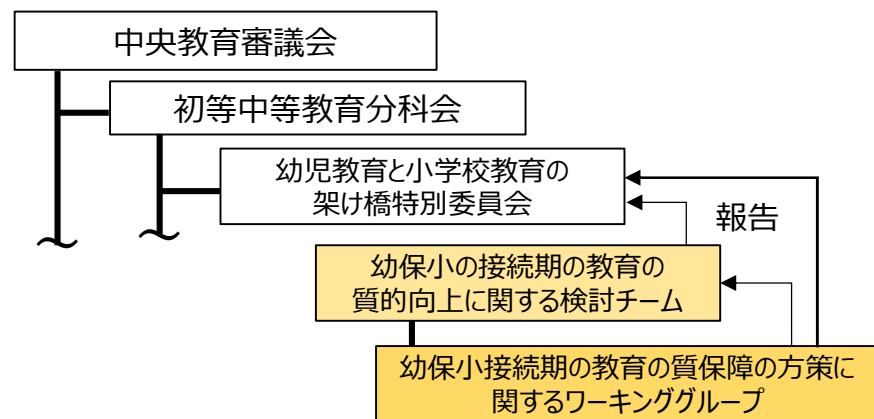 中央教育審議会
初等中等教育分科会
幼児教育と小学校教育の
架け橋特別委員会
報告
幼保小の接続期の教育の
質的向上に関する検討チーム
幼保小接続期の教育の質保障の方策に
関するワーキンググループ